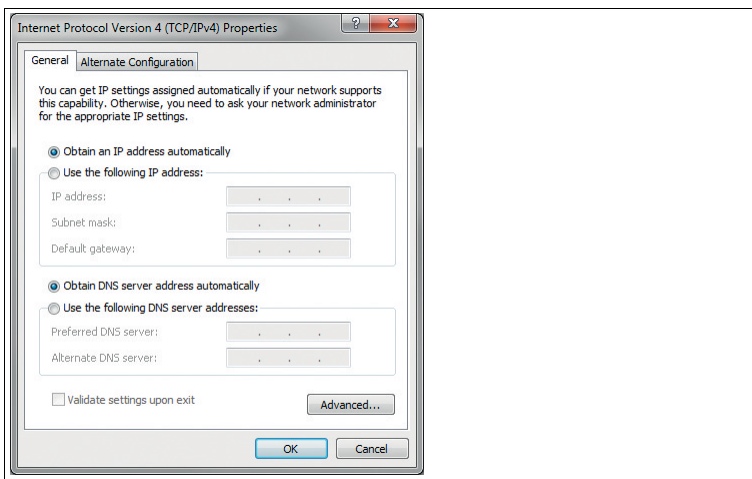 Internet Protocol Version 4 (TCP/IPv4) Properties
General
Alternate Configuration
You can get IP settings assigned automatically if your network supports
this capability. Otherwise, you need to ask your network administrator
for the appropriate IP settings.
Obtain an IP address automatically
Use the following IP address:
IP address:
Subnet mask:
Default gateway:
Obtain DNS server address automatically
Use the following DNS server addresses:
Preferred DNS server:
Alternate DNS server:
Validate settings upon exit
Advanced...
OK
Cancel